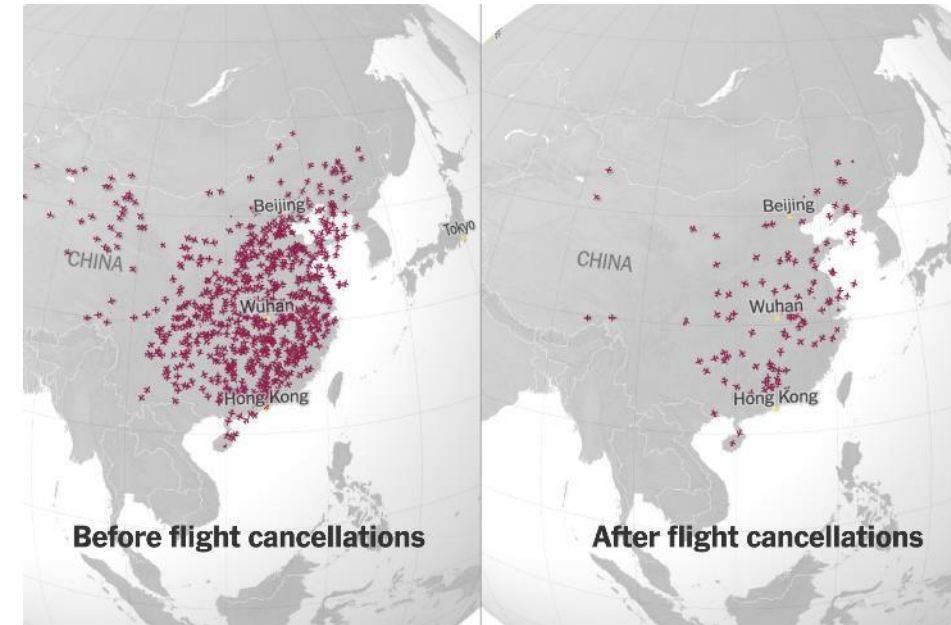 Beijing
Tokyo
CHINA
Wuhan
Hong Kong
Before flight cancellations
Beijing
CHINA
Wuhan
Hong Kong
After flight cancellations